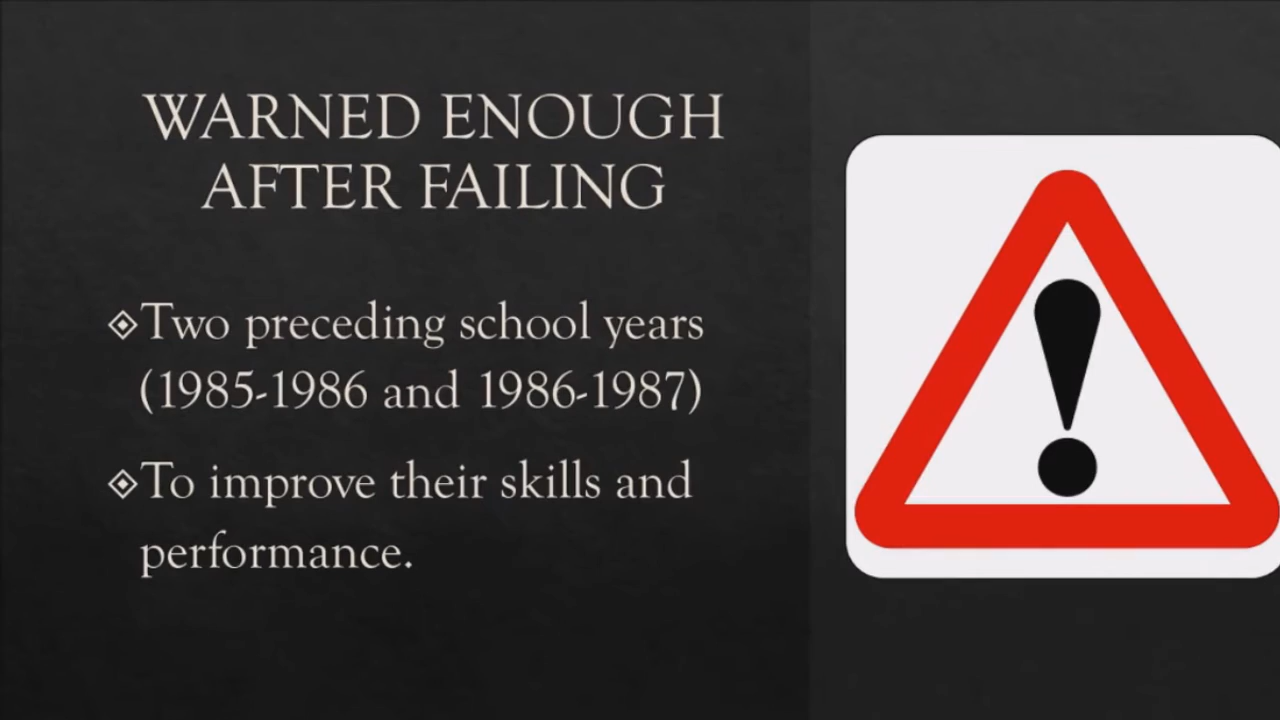 WARNED ENOUGH
AFTER FAILING
Two preceding school years
(1985-1986 and 1986-1987)
To improve their skills and
performance.